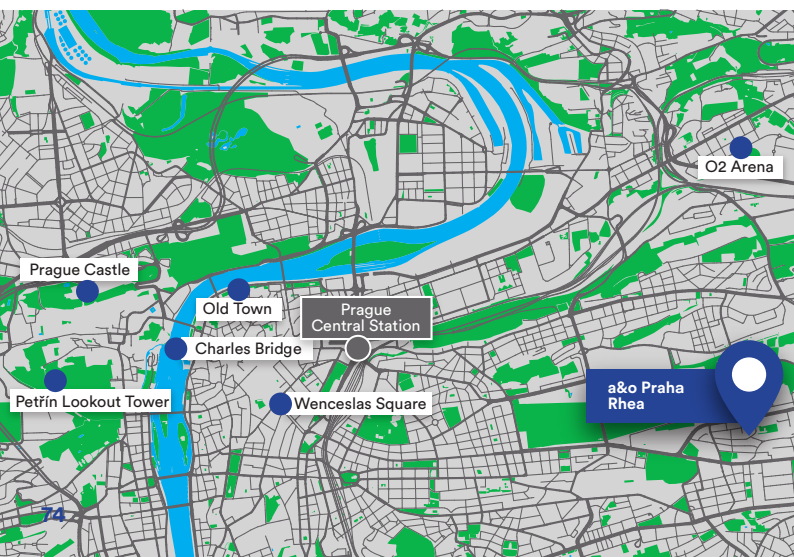 O2 Arena
Prague Castle
Old Town
Prague
Central Station
Charles Bridge
a&o Praha
Rhea
Petřín Lookout Tower
Wenceslas Square
74